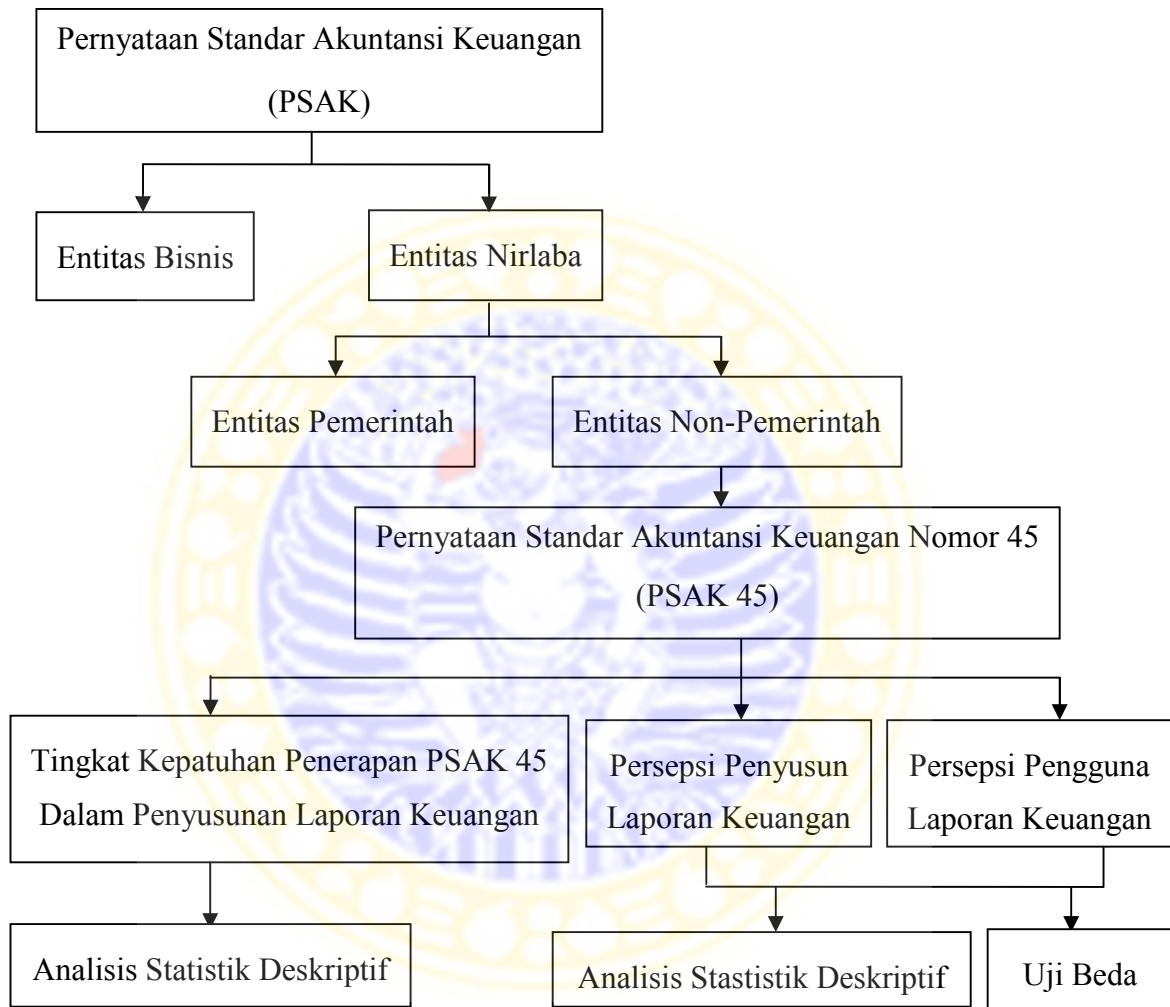 Pernyataan Standar Akuntansi Keuangan
(PSAK)
Entitas Bisnis
Entitas Nirlaba
Entitas Pemerintah
Entitas Non-Pemerintah
Pernyataan Standar Akuntansi Keuangan Nomor 45
(PSAK 45)
Tingkat Kepatuhan Penerapan PSAK 45
Dalam Penyusunan Laporan Keuangan
Persepsi Penyusun
Laporan Keuangan
Persepsi Pengguna
Laporan Keuangan
Analisis Statistik Deskriptif
Analisis Stastistik Deskriptif
Uji Beda